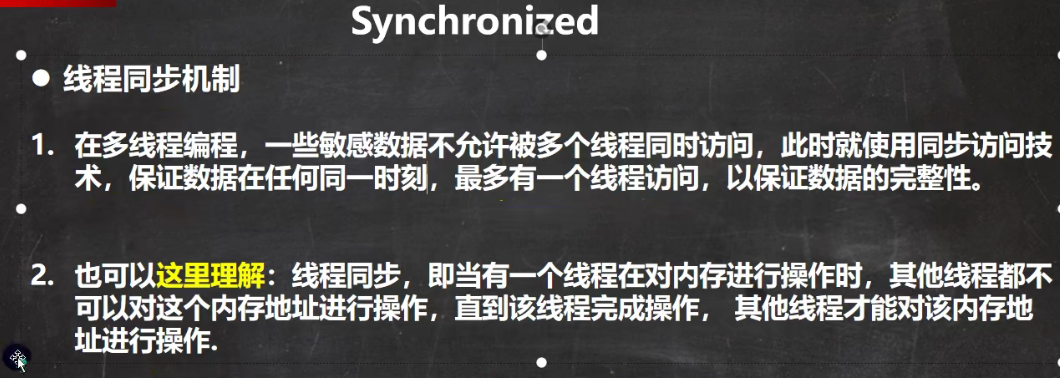 Synchronized
● 线程同步机制
1. 在多线程编程，一些敏感数据不允许被多个线程同时访问，此时就使用同步访问技
术，保证数据在任何同一时刻，最多有一个线程访问，以保证数据的完整性。
2. 也可以这里理解：线程同步，即当有一个线程在对内存进行操作时，其他线程都不
可以对这个内存地址进行操作，直到该线程完成操作， 其他线程才能对该内存地
址进行操作.